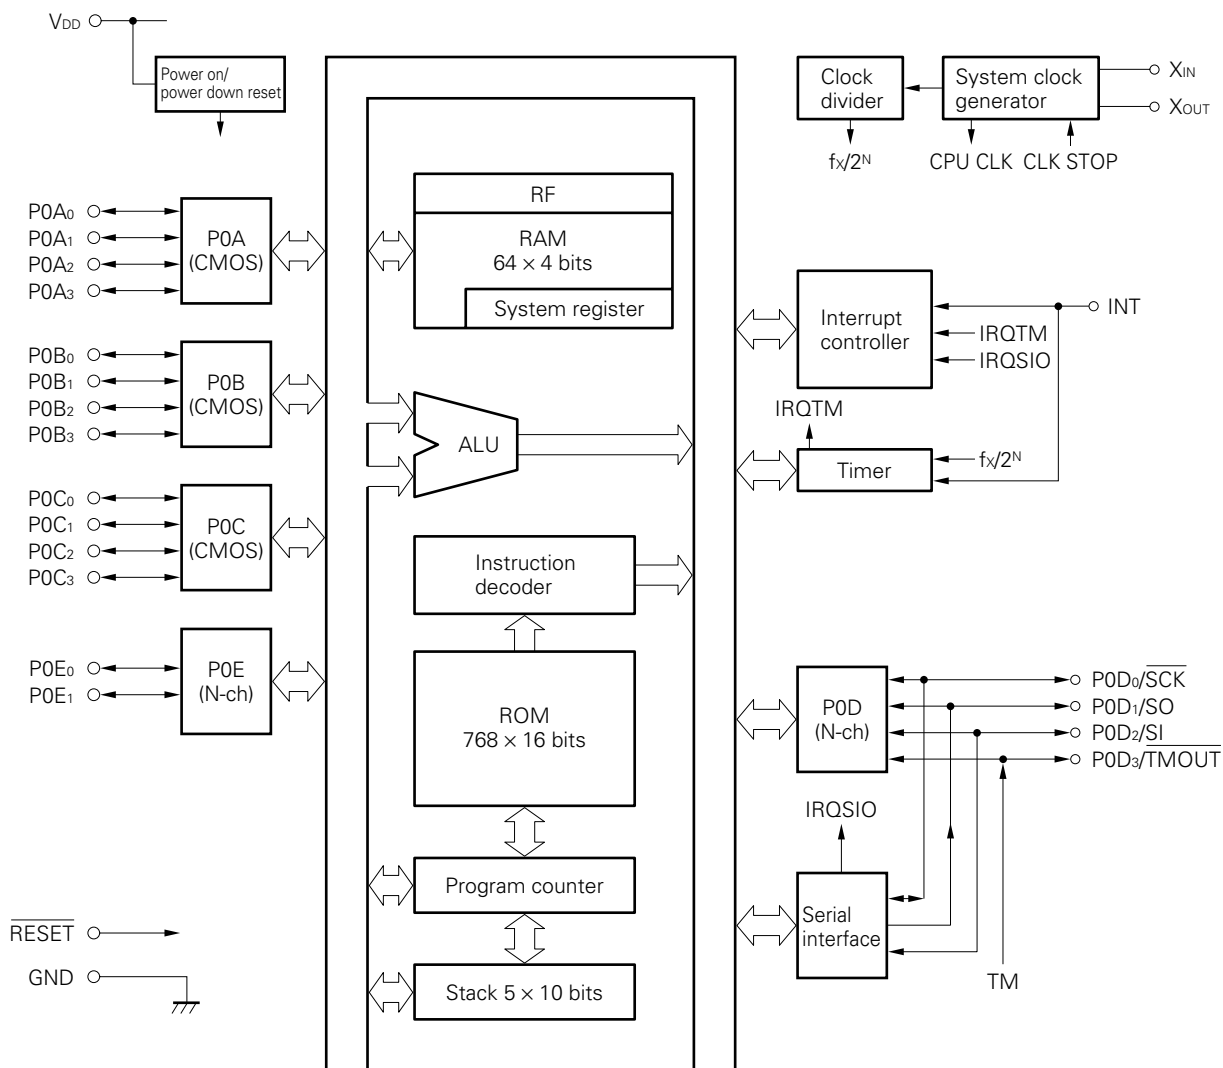 VDD
Power on/
power down reset
P0A0
P0A1
P0A2
P0A3
P0A
(CMOS)
P0B0
P0B1
P0B2
P0B3
P0B
(CMOS)
P0C0
P0C1
P0C2
P0C3
P0C
(CMOS)
P0E0
P0E1
P0E
(N-ch)
RESET
GND
RF
RAM
64 × 4 bits
System register
ALU
Instruction
decoder
ROM
768 × 16 bits
Program counter
Stack 5 × 10 bits
Clock
divider
System clock
generator
XIN
XOUT
fX/2N
CPU CLK
CLK STOP
Interrupt
controller
INT
IRQTM
IRQSIO
IRQTM
Timer
fX/2N
P0D
(N-ch)
P0D0/SCK
P0D1/SO
P0D2/SI
P0D3/TMOUT
IRQSIO
Serial
interface
TM